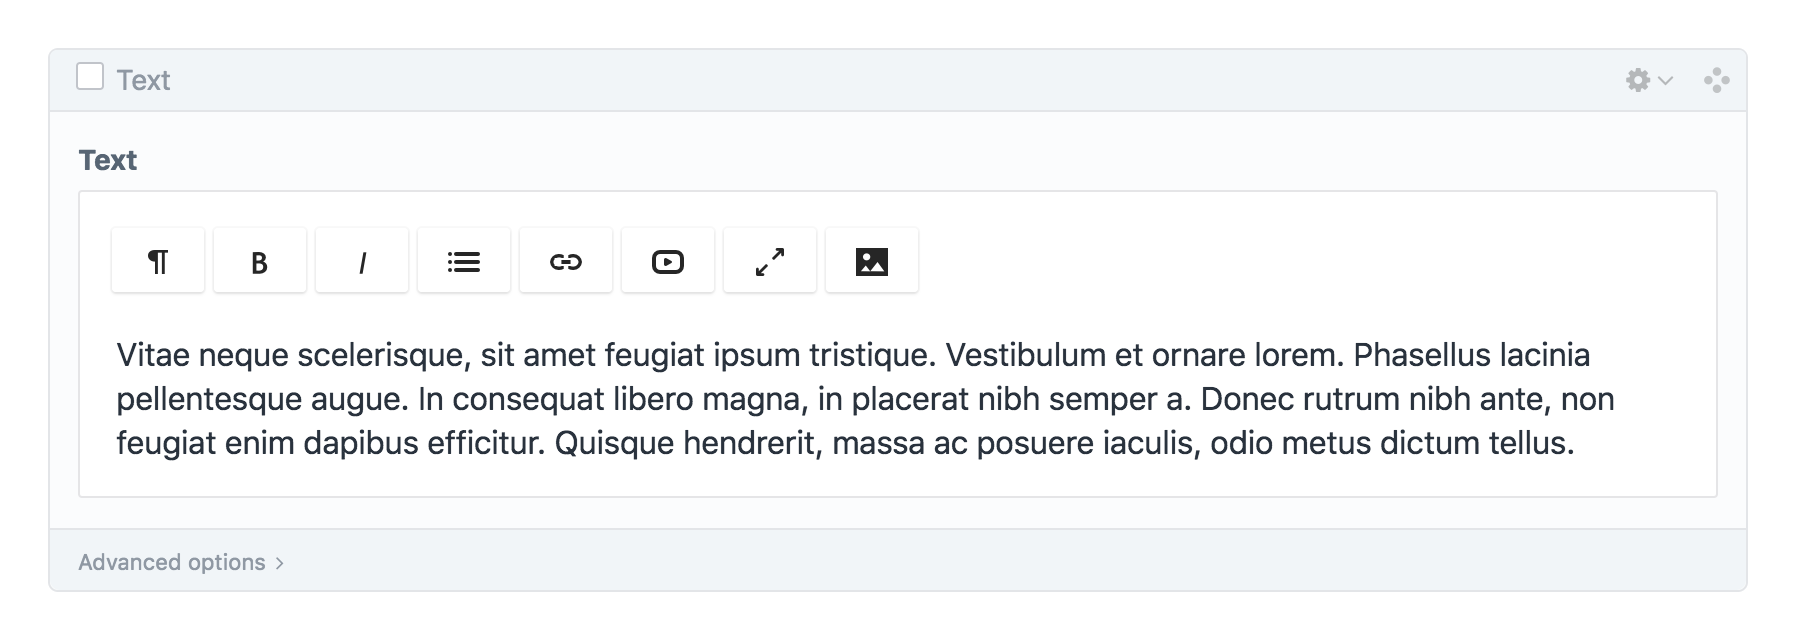 Text
Text
¶ B I
Vitae neque scelerisque, sit amet feugiat ipsum tristique. Vestibulum et ornare lorem. Phasellus lacinia
pellentesque augue. In consequat libero magna, in placerat nibh semper a. Donec rutrum nibh ante, non
feugiat enim dapibus efficitur. Quisque hendrerit, massa ac posuere iaculis, odio metus dictum tellus.
Advanced options >